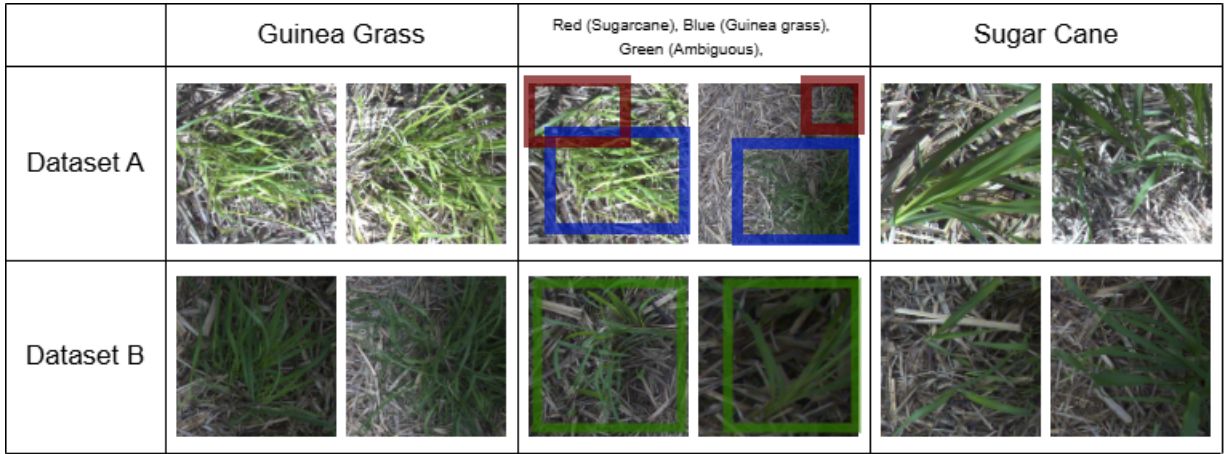 Guinea Grass
Red (Sugarcane), Blue (Guinea grass),
Green (Ambiguous),
Sugar Cane
Dataset A
Dataset B